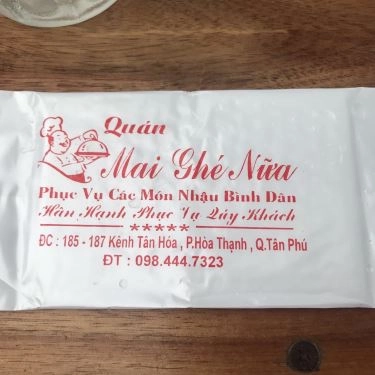 Quán
Mai Ghé Nữa
Phục Vụ Các Món Nhậu Bình Dân
Hân Hạnh Phục Vụ Qúy Khách
*****
ĐC : 185 - 187 Kênh Tân Hóa , P.Hòa Thạnh , Q.Tân Phú
ĐT : 098.444.7323